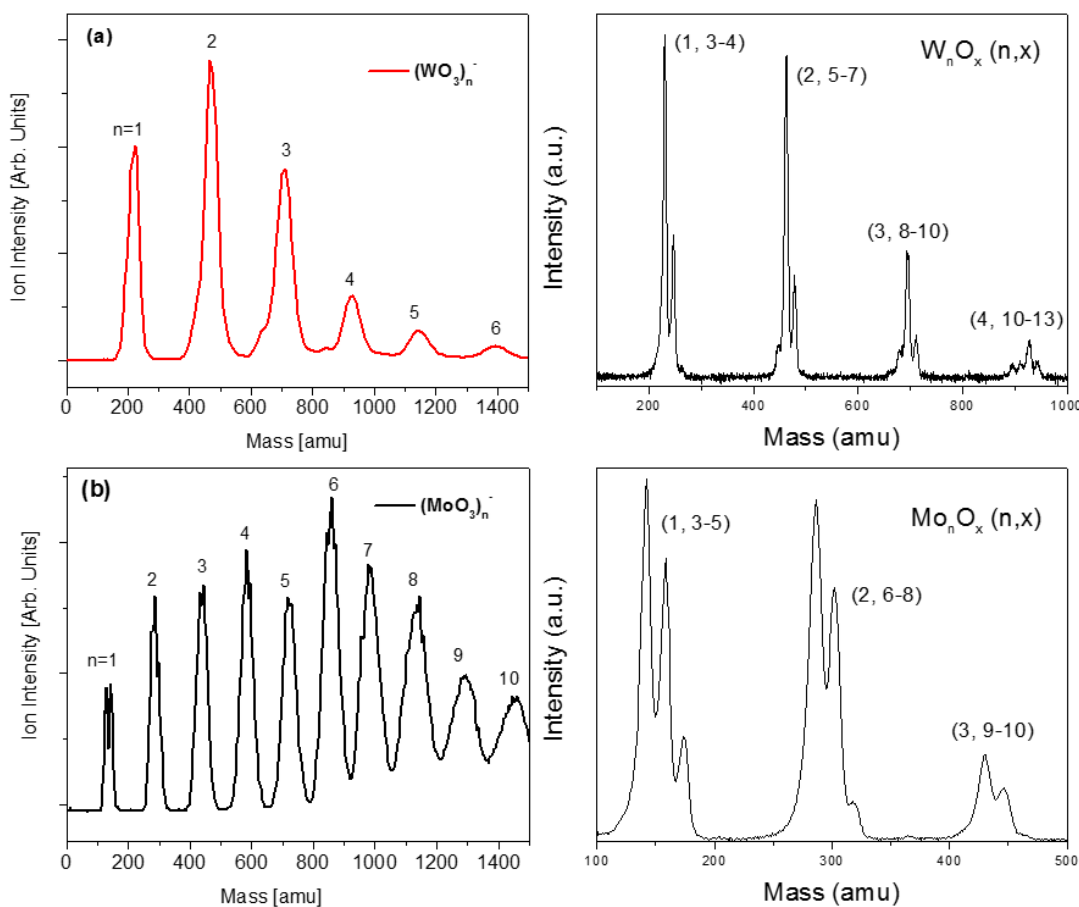 (a)
(WO₃)ₙ⁻
n=1
2
3
4
5
6
Ion Intensity [Arb. Units]
0 200 400 600 800 1000 1200 1400
Mass [amu]
WₙOₓ (n,x)
(1, 3-4)
(2, 5-7)
(3, 8-10)
(4, 10-13)
Intensity (a.u.)
200 400 600 800 1000
Mass (amu)
(b)
(MoO₃)ₙ⁻
n=1
2
3
4
5
6
7
8
9
10
Ion Intensity [Arb. Units]
0 200 400 600 800 1000 1200 1400
Mass [amu]
MoₙOₓ (n,x)
(1, 3-5)
(2, 6-8)
(3, 9-10)
Intensity (a.u.)
100 200 300 400 500
Mass (amu)